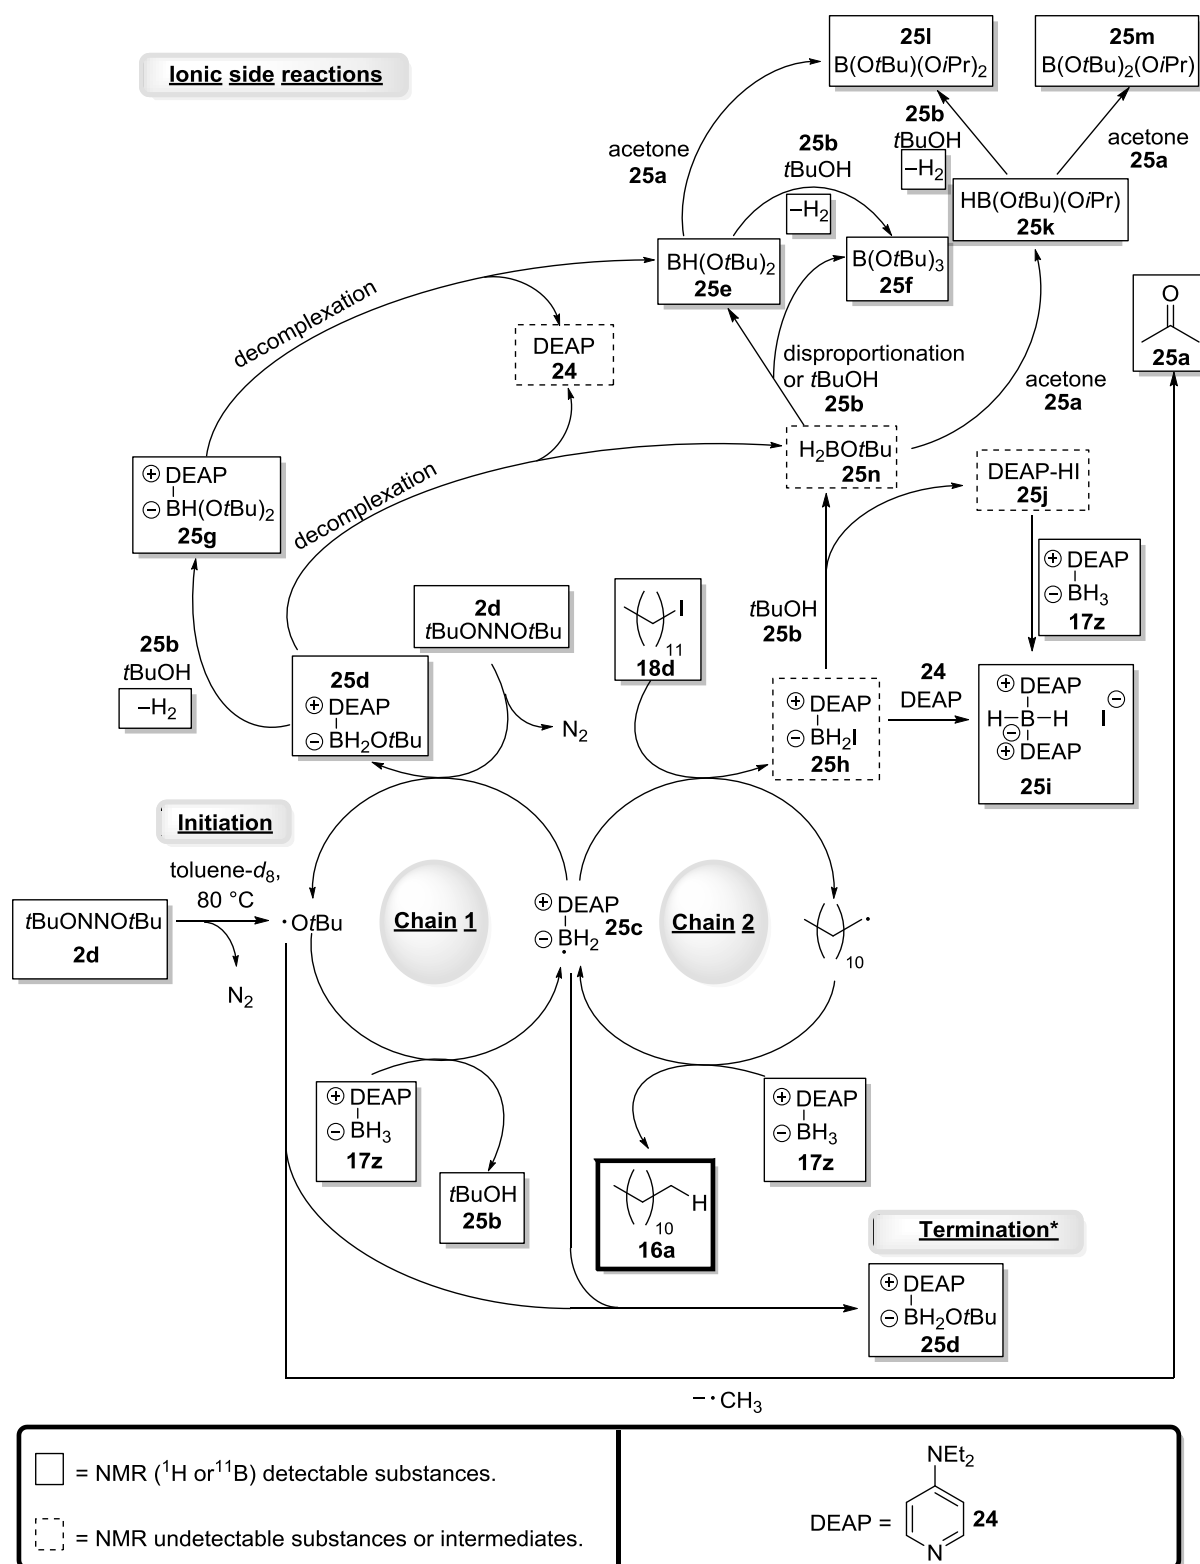 Ionic side reactions
25l
B(OtBu)(OiPr)2
25m
B(OtBu)2(OiPr)
acetone
25a
25b
tBuOH
–H2
25b
tBuOH
–H2
acetone
25a
HB(OtBu)(OiPr)
25k
BH(OtBu)2
25e
B(OtBu)3
25f
O
25a
decomplexation
DEAP
24
disproportionation
or tBuOH
25b
acetone
25a
H2BOtBu
25n
⊕ DEAP
⊖ BH(OtBu)2
25g
decomplexation
DEAP-HI
25j
⊕ DEAP
⊖ BH3
17z
2d
tBuONNOtBu
I
11
18d
tBuOH
25b
25b
tBuOH
–H2
25d
⊕ DEAP
⊖ BH2OtBu
N2
⊕ DEAP
⊖ BH2I
25h
24
DEAP
⊕ DEAP
H–B–H I ⊖
⊖
⊕ DEAP
25i
Initiation
toluene-d8,
80 °C
tBuONNOtBu
2d
N2
·OtBu
Chain 1
⊕ DEAP
25c
⊖ BH2
·
Chain 2
·
10
⊕ DEAP
⊖ BH3
17z
tBuOH
25b
H
10
16a
⊕ DEAP
⊖ BH3
17z
Termination*
⊕ DEAP
⊖ BH2OtBu
25d
– ·CH3
= NMR (1H or11B) detectable substances.
= NMR undetectable substances or intermediates.
NEt2
DEAP =
24
N